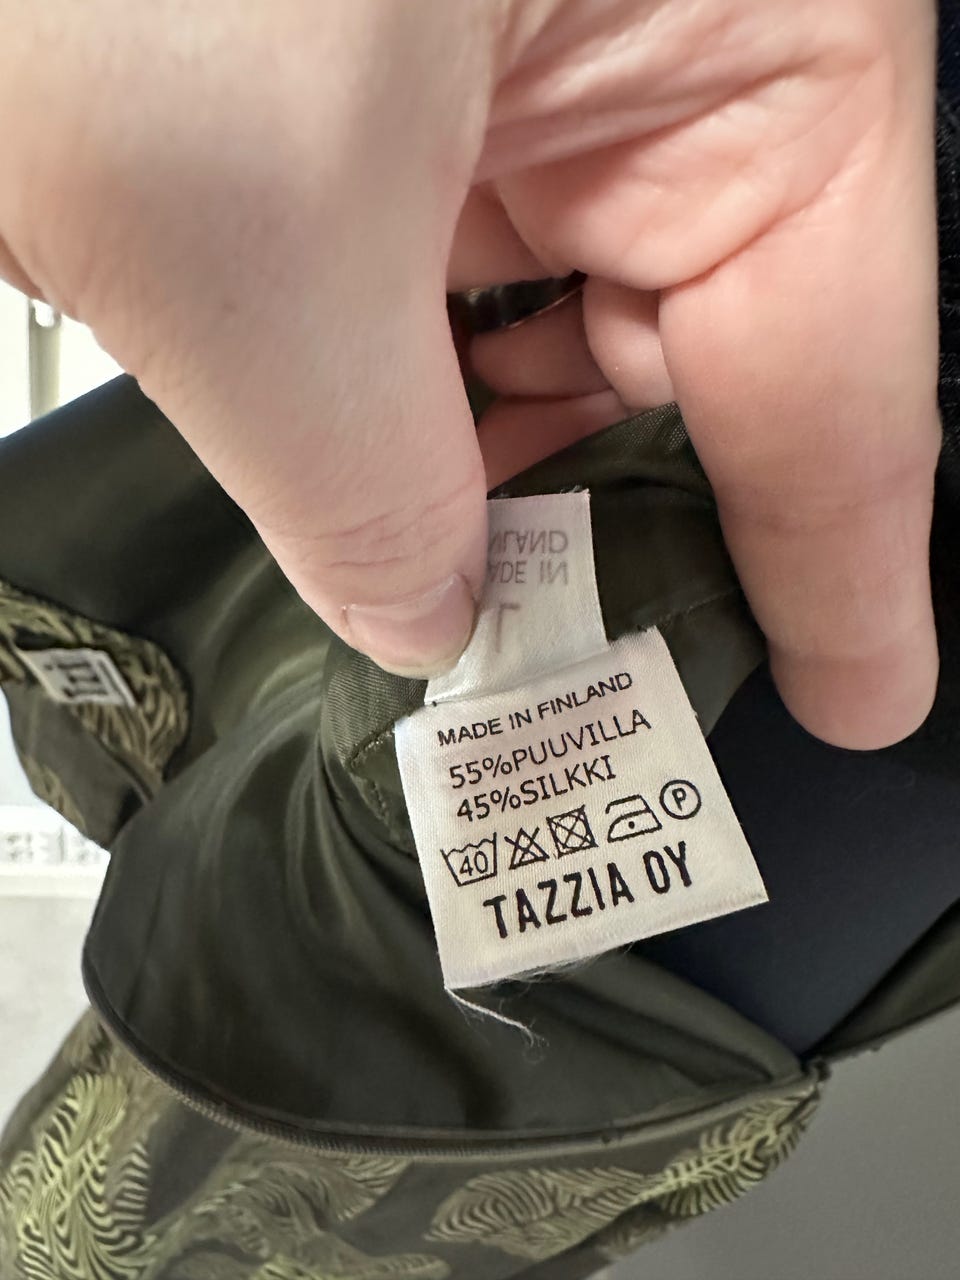 MADE IN FINLAND
55%PUUVILLA
45%SILKKI
40 P
TAZZIA OY